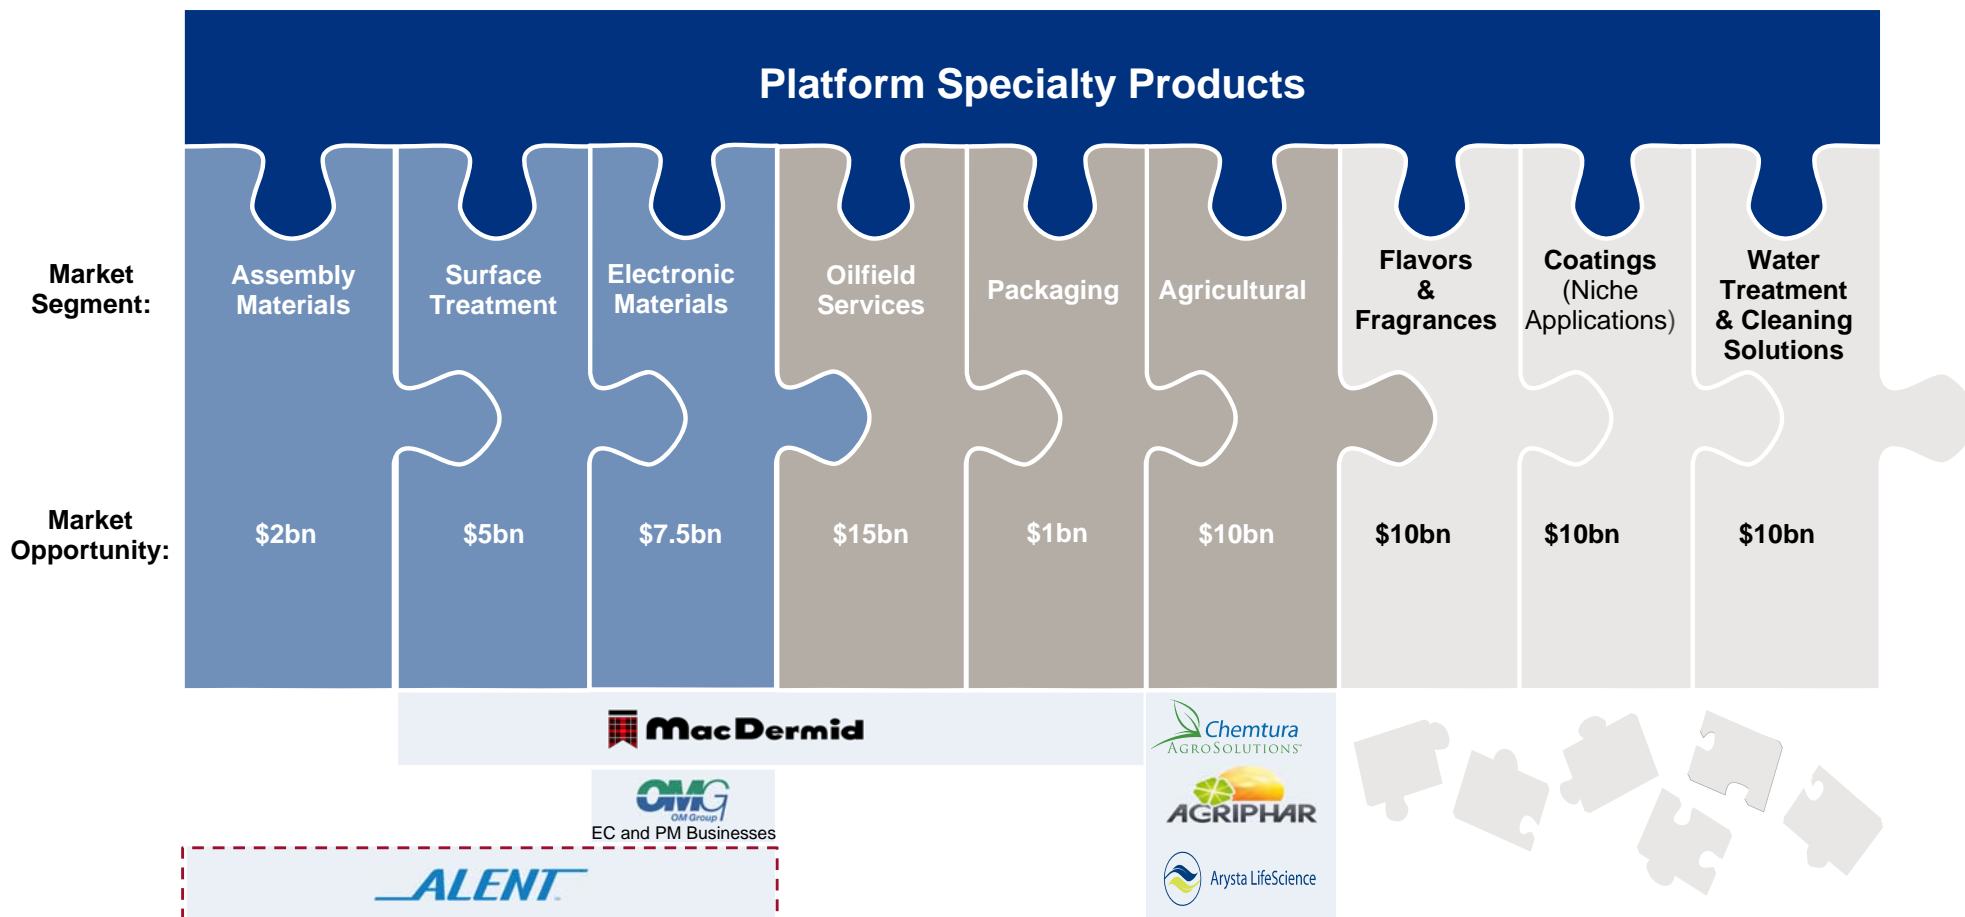 Platform Specialty Products
Market
Segment:
Assembly
Materials
Surface
Treatment
Electronic
Materials
Oilfield
Services
Packaging
Agricultural
Flavors
&
Fragrances
Coatings
(Niche
Applications)
Water
Treatment
& Cleaning
Solutions
Market
Opportunity:
$2bn
$5bn
$7.5bn
$15bn
$1bn
$10bn
$10bn
$10bn
$10bn
MacDermid
Chemtura
AGROSOLUTIONS™
OMG
OM Group
EC and PM Businesses
AGRIPHAR
ALENT
Arysta LifeScience